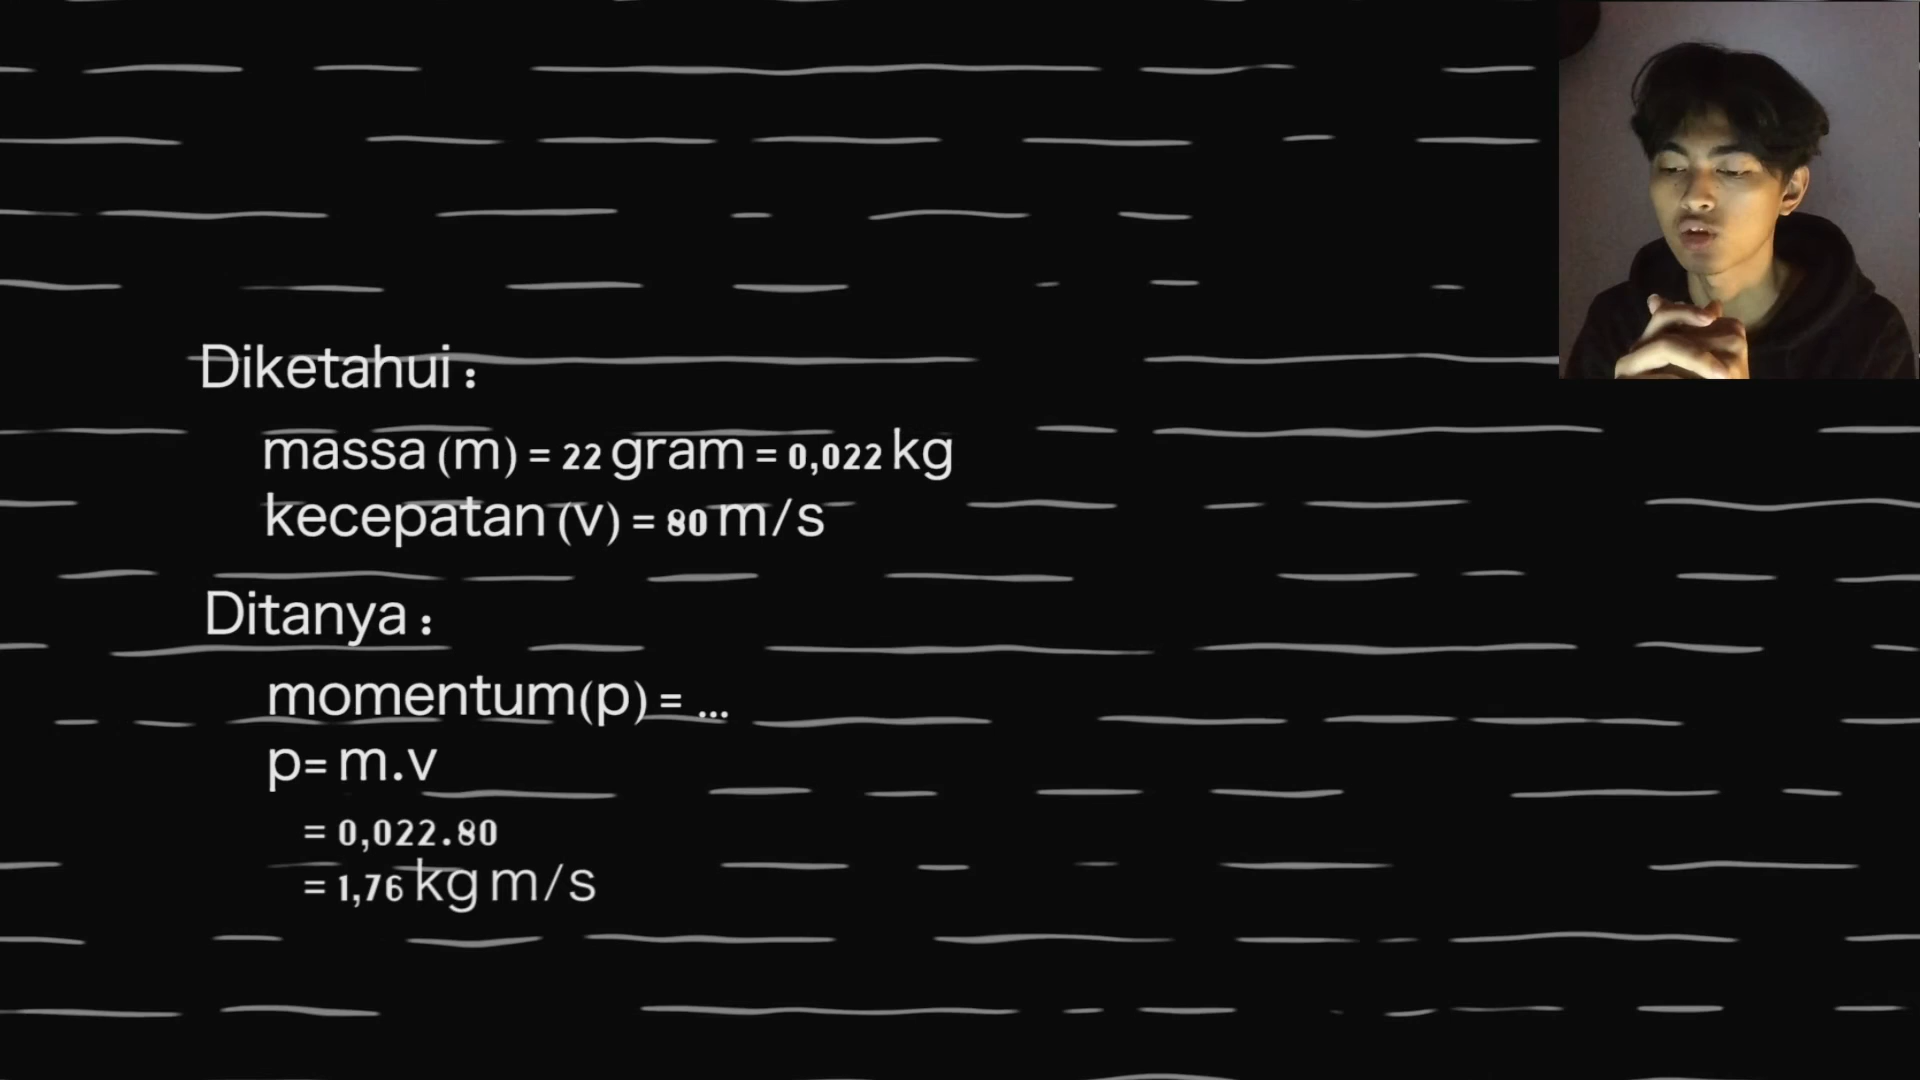 Diketahui :
massa (m) = 22 gram = 0,022 kg
kecepatan (v) = 80 m/s
Ditanya :
momentum(p) = ...
p= m.v
= 0,022.80
= 1,76 kg m/s